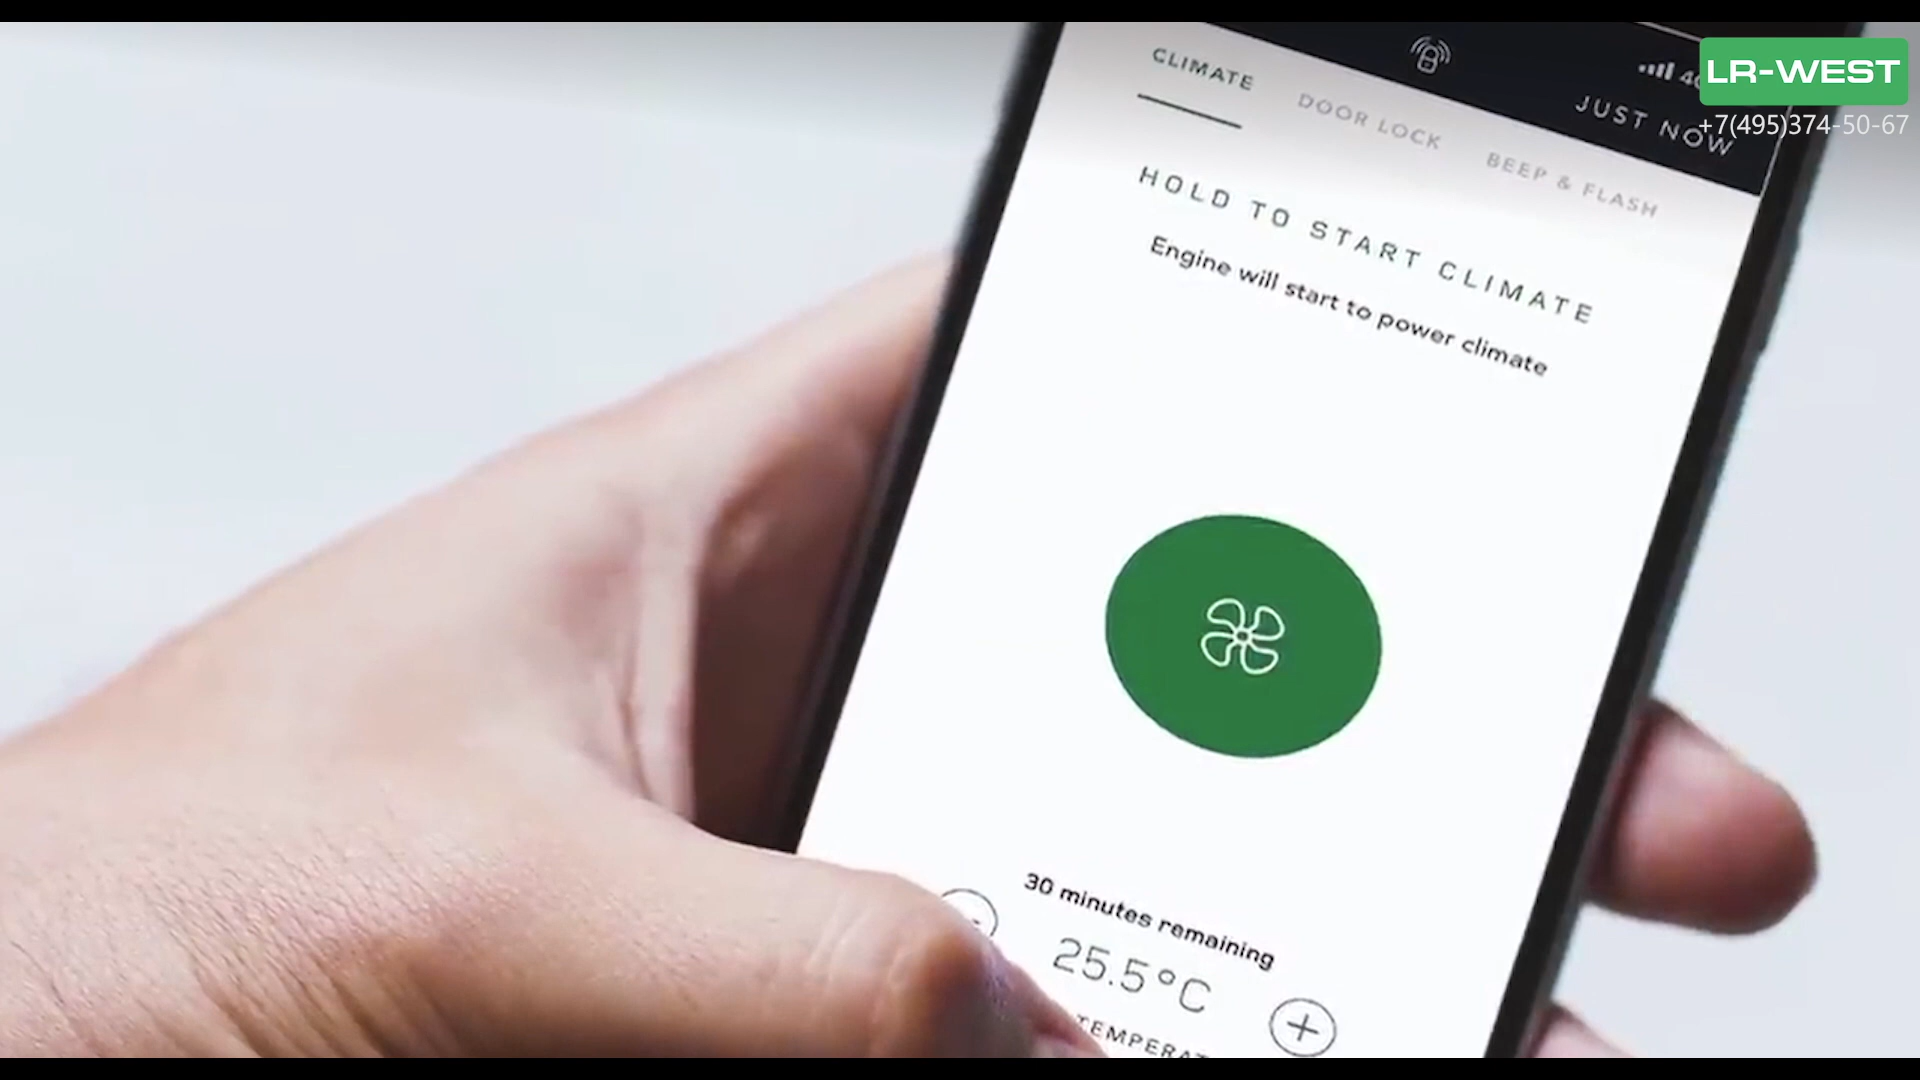 LR-WEST
+7(495)374-50-67
JUST NOW
CLIMATE
DOOR LOCK
BEEP & FLASH
HOLD TO START CLIMATE
Engine will start to power climate
30 minutes remaining
25.5°C